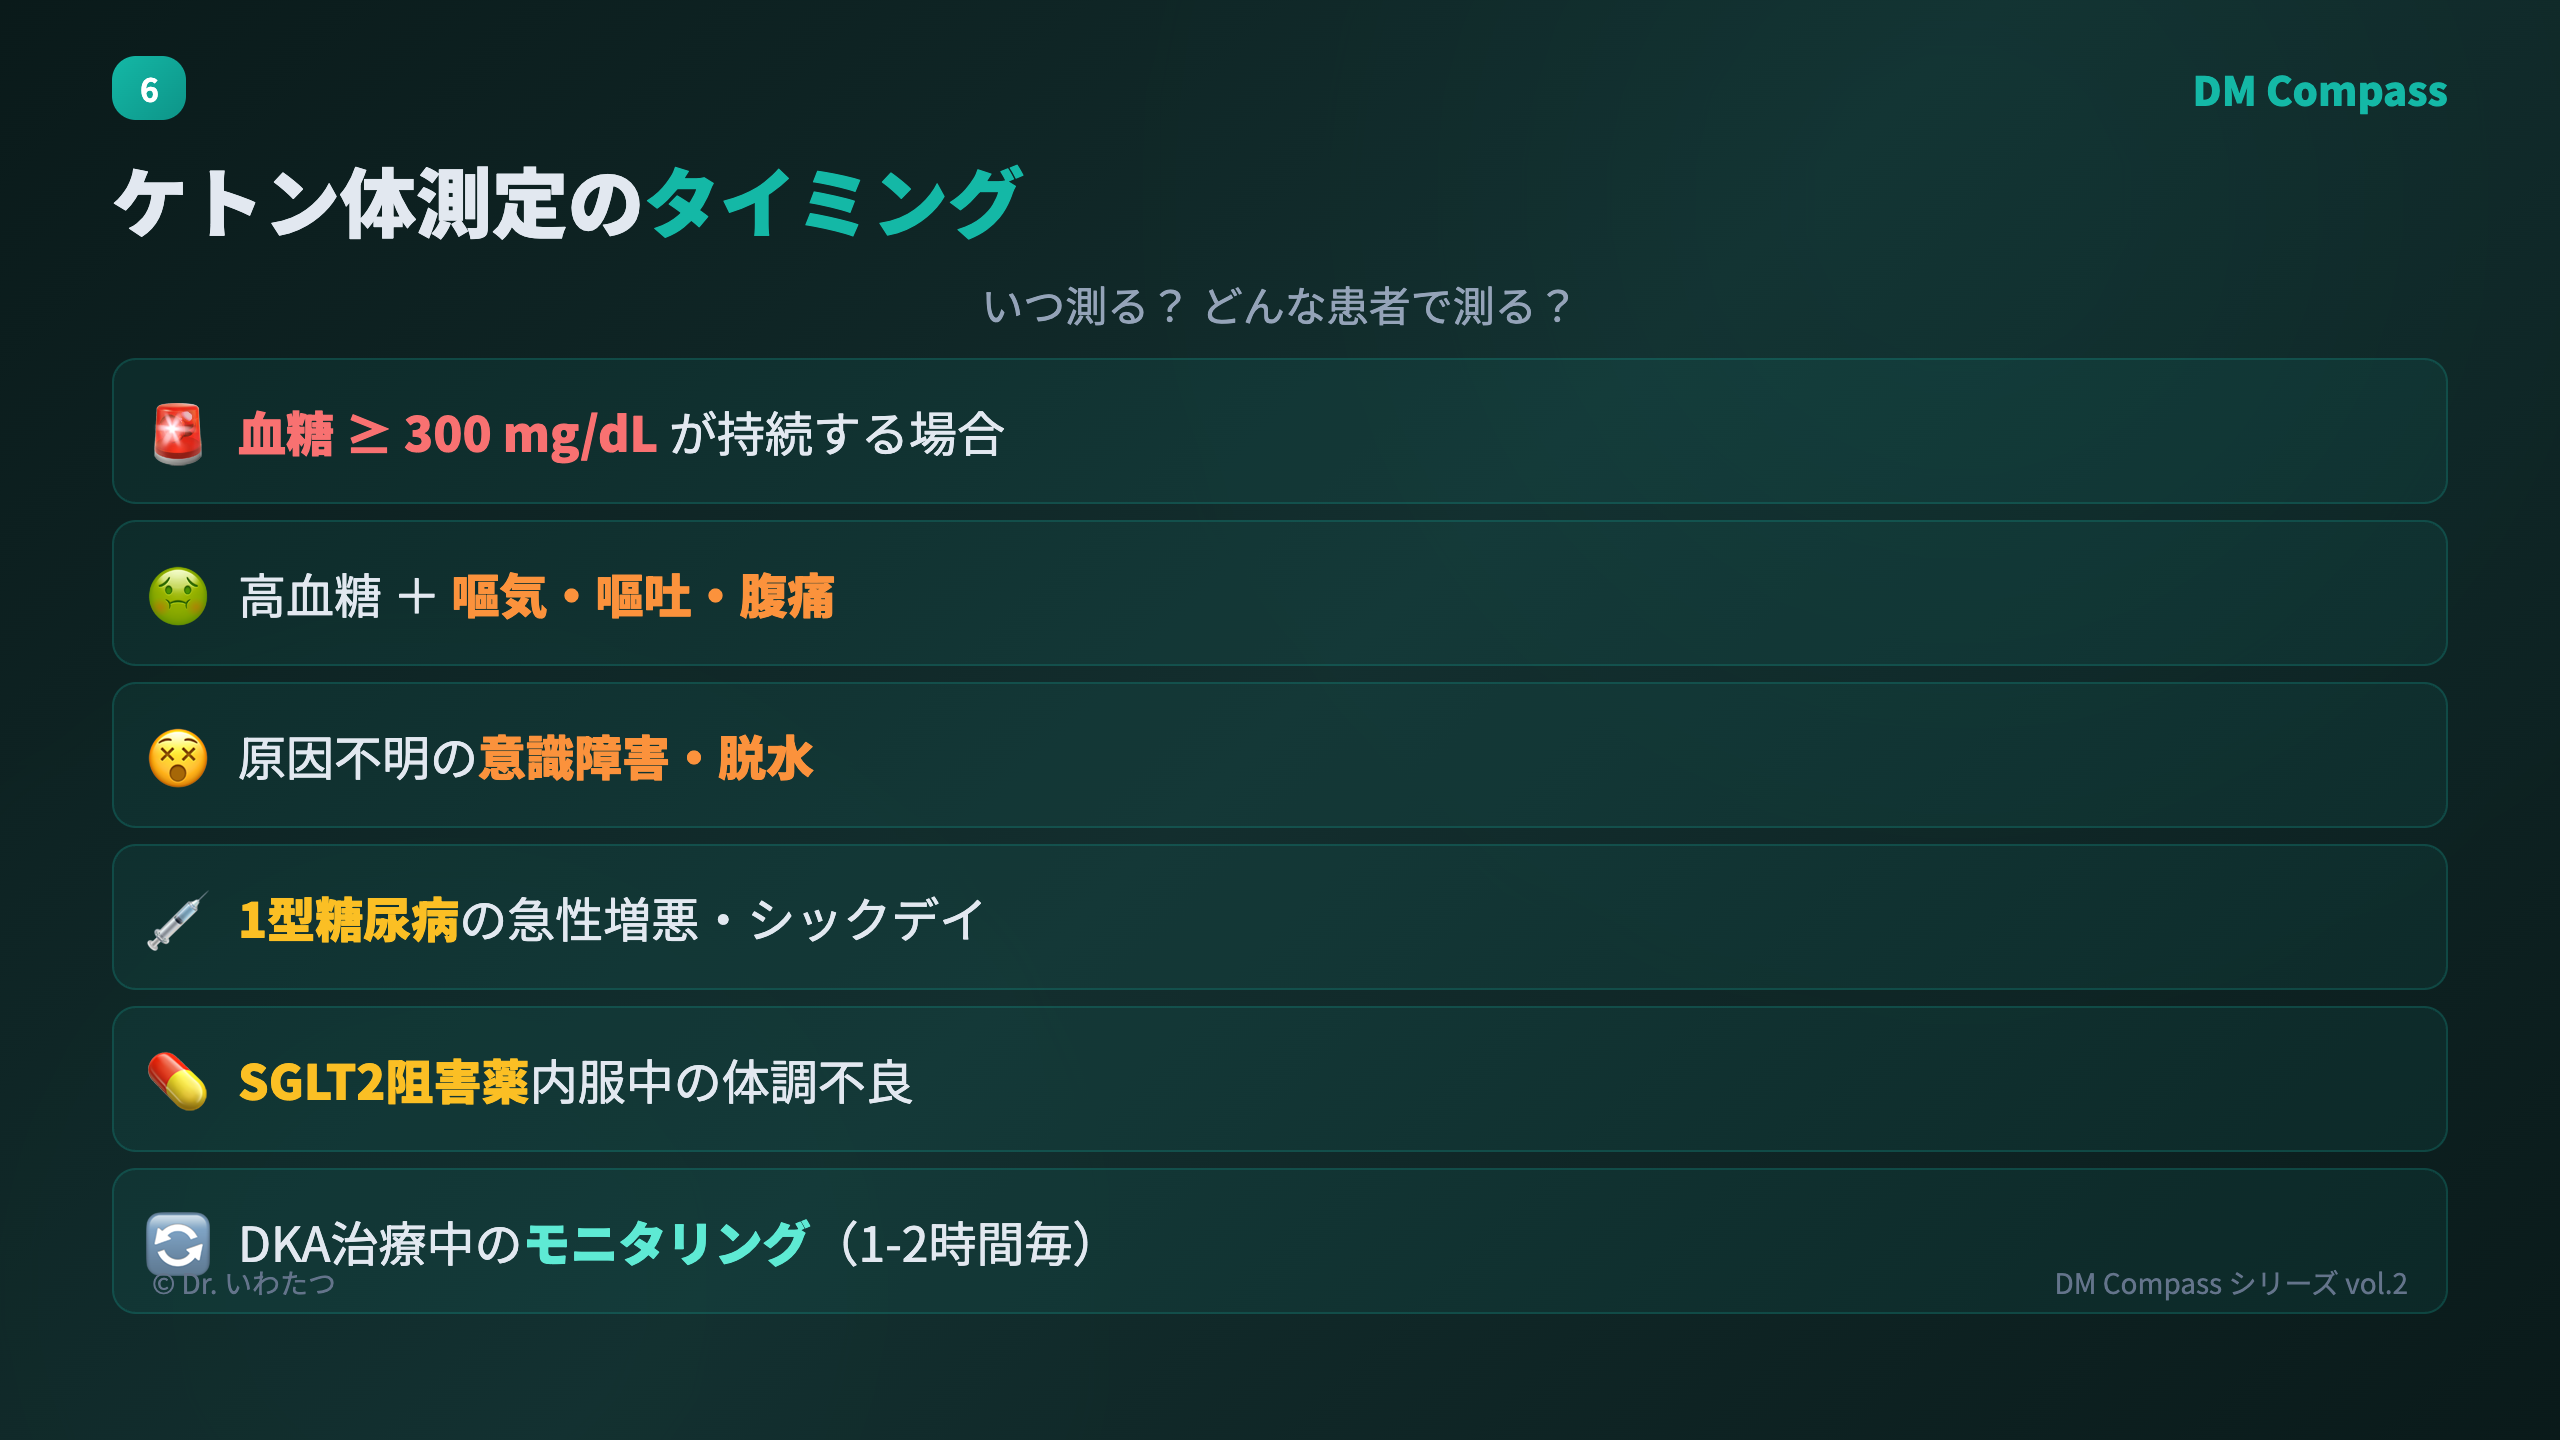 6
DM Compass
ケトン体測定のタイミング
いつ測る？ どんな患者で測る？
血糖 ≥ 300 mg/dL が持続する場合
高血糖 ＋ 嘔気・嘔吐・腹痛
原因不明の意識障害・脱水
1型糖尿病の急性増悪・シックデイ
SGLT2阻害薬内服中の体調不良
DKA治療中のモニタリング（1-2時間毎）
© Dr. いわたつ
DM Compass シリーズ vol.2